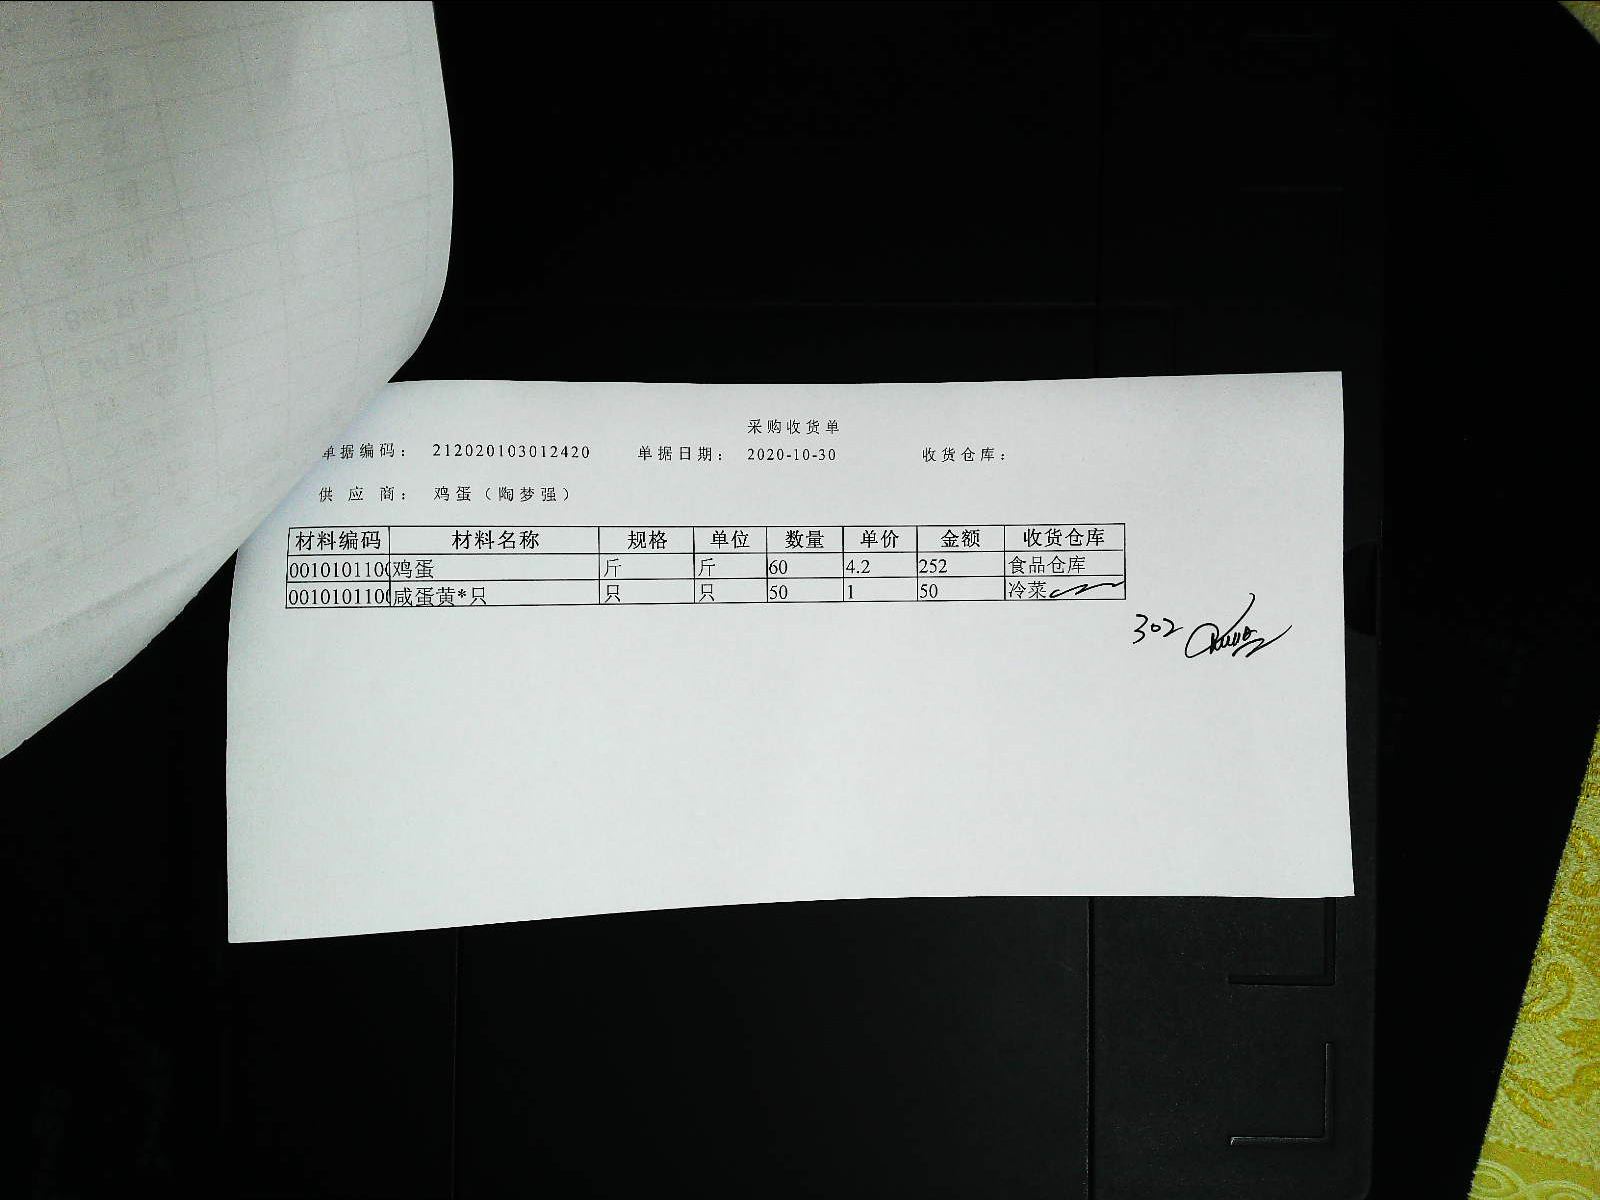 采购收货单
单据编码： 212020103012420 单据日期： 2020-10-30 收货仓库：
供应商： 鸡蛋（陶梦强）
材料编码 材料名称 规格 单位 数量 单价 金额 收货仓库
0010101100 鸡蛋 斤 斤 60 4.2 252 食品仓库
0010101100 咸蛋黄*只 只 只 50 1 50 冷菜
302